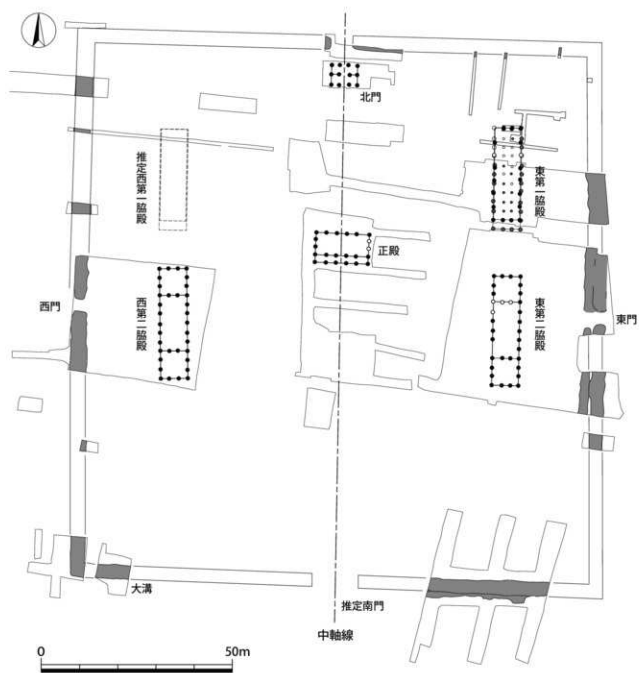 北門
推定西第一脇殿
東第一脇殿
正殿
西門
西第二脇殿
東第二脇殿
東門
大溝
推定南門
中軸線
0
50m